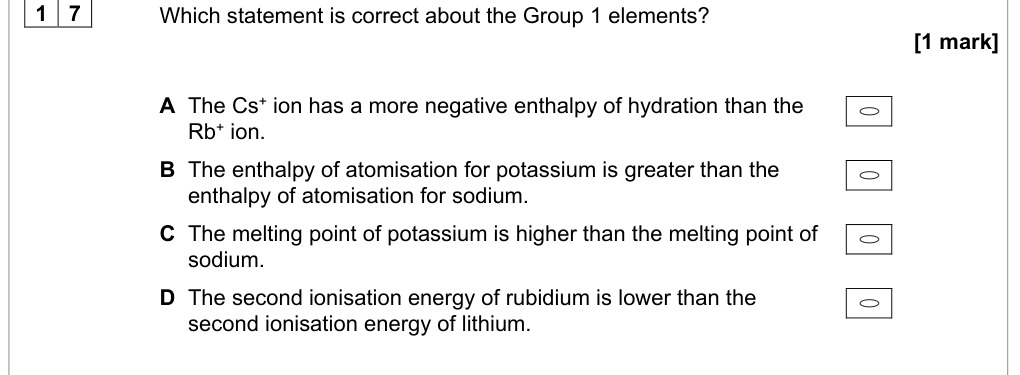 1 7 Which statement is correct about the Group 1 elements?
[1 mark]
A The Cs⁺ ion has a more negative enthalpy of hydration than the
Rb⁺ ion.
B The enthalpy of atomisation for potassium is greater than the
enthalpy of atomisation for sodium.
C The melting point of potassium is higher than the melting point of
sodium.
D The second ionisation energy of rubidium is lower than the
second ionisation energy of lithium.